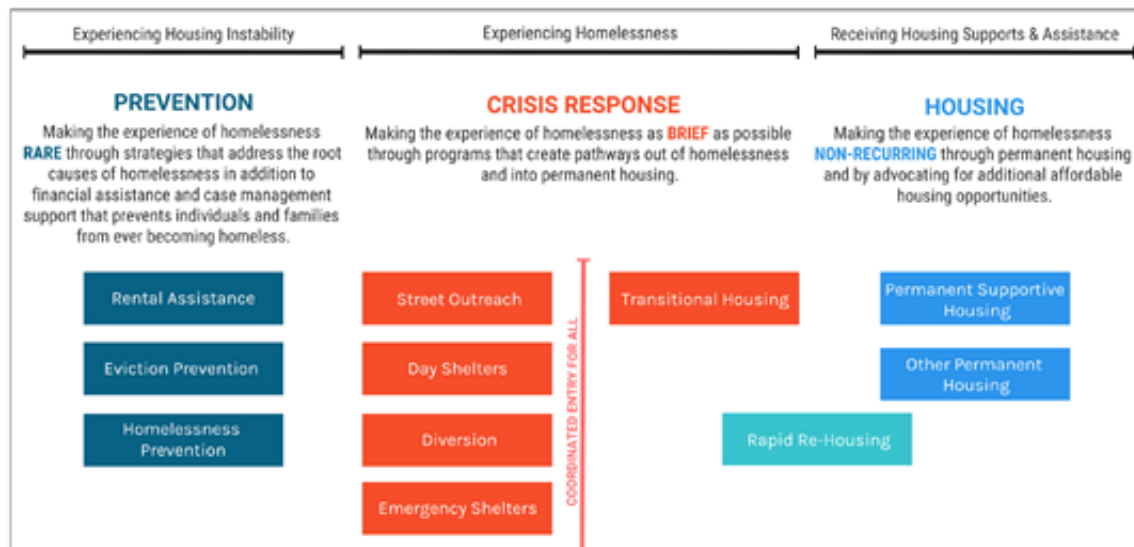 Experiencing Housing Instability
Experiencing Homelessness
Receiving Housing Supports & Assistance
PREVENTION
Making the experience of homelessness
RARE through strategies that address the root
causes of homelessness in addition to
financial assistance and case management
support that prevents individuals and families
from ever becoming homeless.
CRISIS RESPONSE
Making the experience of homelessness as BRIEF as possible
through programs that create pathways out of homelessness
and into permanent housing.
HOUSING
Making the experience of homelessness
NON-RECURRING through permanent housing
and by advocating for additional affordable
housing opportunities.
Rental Assistance
Eviction Prevention
Homelessness
Prevention
Street Outreach
Day Shelters
Diversion
Emergency Shelters
COORDINATED ENTRY FOR ALL
Transitional Housing
Rapid Re-Housing
Permanent Supportive
Housing
Other Permanent
Housing